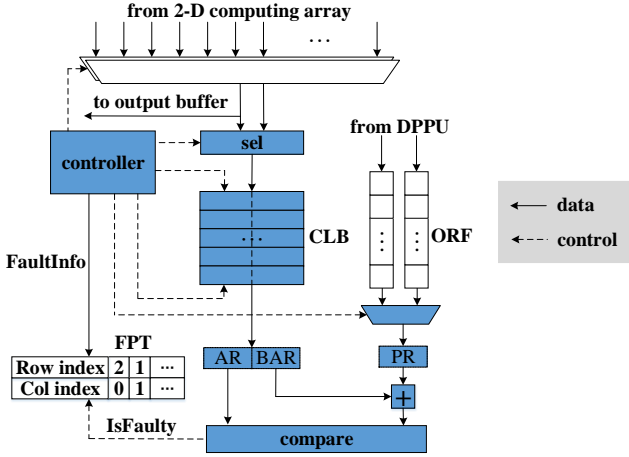 from 2-D computing array
...
to output buffer
from DPPU
controller
sel
data
control
CLB
...
ORF
FaultInfo
FPT
AR BAR
PR
Row index 2 1 ...
Col index 0 1 ...
+
IsFaulty
compare